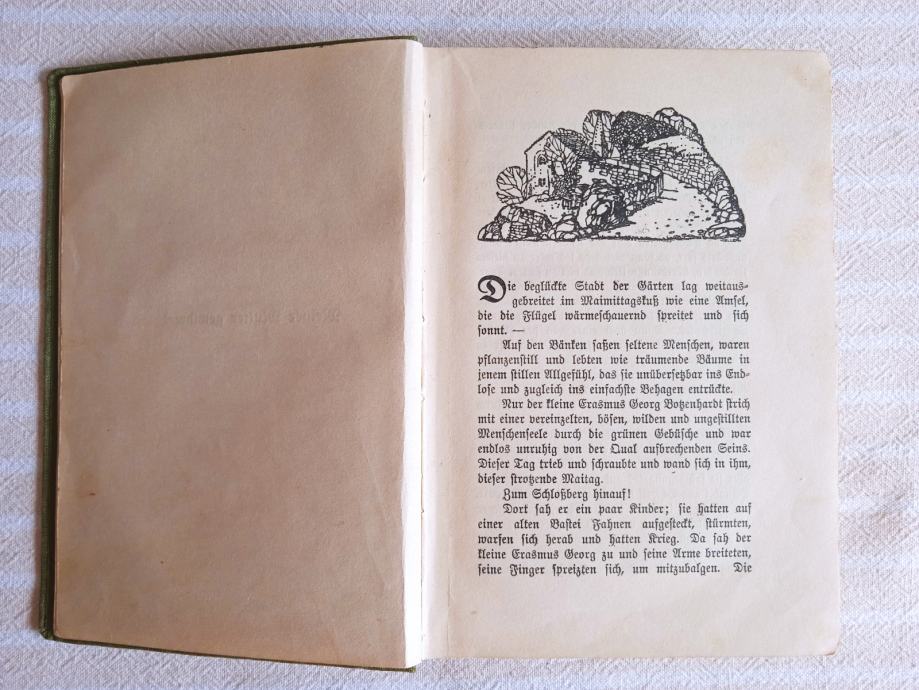 Die beglückte Stadt der Gärten lag weitaus-
gebreitet im Maimittagskuß wie eine Amsel,
die die Flügel wärmeschauernd spreitet und sich
sonnt. —
Auf den Bänken saßen seltene Menschen, waren
pflanzenstill und lebten wie träumende Bäume in
jenem stillen Allgefühl, das sie unübersetzbar ins End-
lose und zugleich ins einfachste Behagen entrückte.
Nur der kleine Erasmus Georg Botzenhardt strich
mit einer vereinzelten, bösen, wilden und ungestillten
Menschenseele durch die grünen Gebüsche und war
endlos unruhig von der Qual aufbrechenden Seins.
Dieser Tag trieb und schraubte und wand sich in ihm,
dieser strotzende Maitag.
Zum Schloßberg hinauf!
Dort sah er ein paar Kinder; sie hatten auf
einer alten Bastei Fahnen aufgesteckt, stürmten,
warfen sich herab und hatten Krieg. Da sah der
kleine Erasmus Georg zu und seine Arme breiteten,
seine Finger spreizten sich, um mitzubalgen. Die